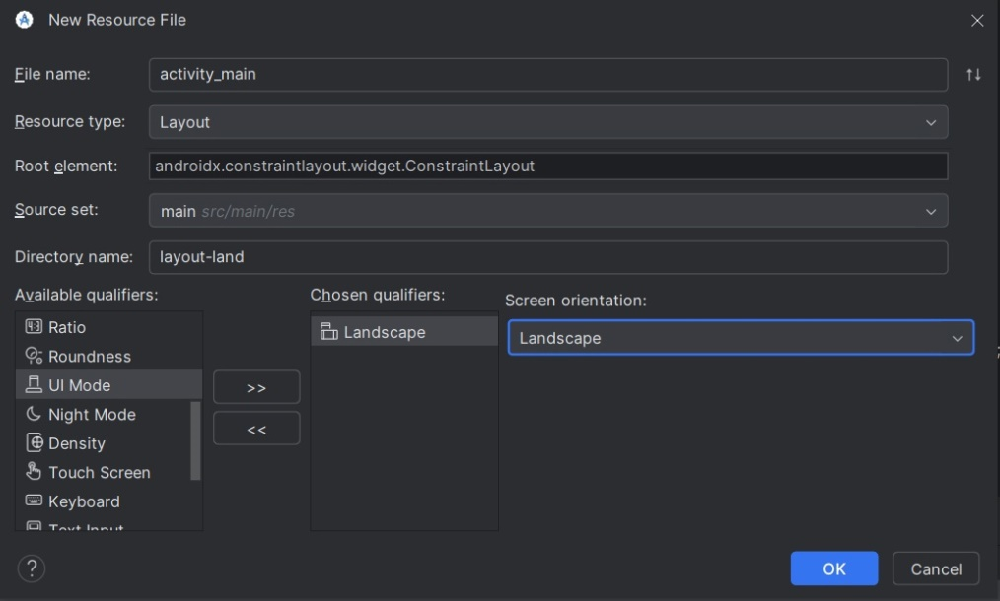 New Resource File
File name: activity_main
Resource type: Layout
Root element: androidx.constraintlayout.widget.ConstraintLayout
Source set: main src/main/res
Directory name: layout-land
Available qualifiers:
Ratio
Roundness
UI Mode
Night Mode
Density
Touch Screen
Keyboard
Text Input
>>
<<
Chosen qualifiers:
Landscape
Screen orientation:
Landscape
?
OK
Cancel